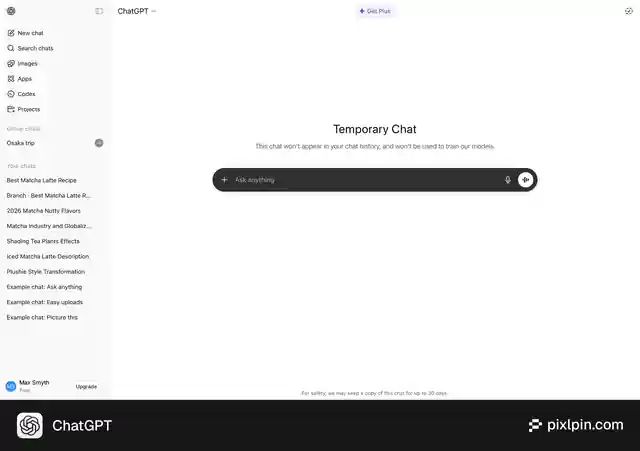 ChatGPT
Get Plus
New chat
Search chats
Images
Apps
Codex
Projects
Group chats
Osaka trip
Your chats
Best Matcha Latte Recipe
Branch · Best Matcha Latte R...
2026 Matcha Nutty Flavors
Matcha Industry and Globaliz...
Shading Tea Plants Effects
Iced Matcha Latte Description
Plushie Style Transformation
Example chat: Ask anything
Example chat: Easy uploads
Example chat: Picture this
Max Smyth
Free
Upgrade
Temporary Chat
This chat won't appear in your chat history, and won't be used to train our models.
Ask anything
For safety, we may keep a copy of this chat for up to 30 days.
ChatGPT
pixlpin.com